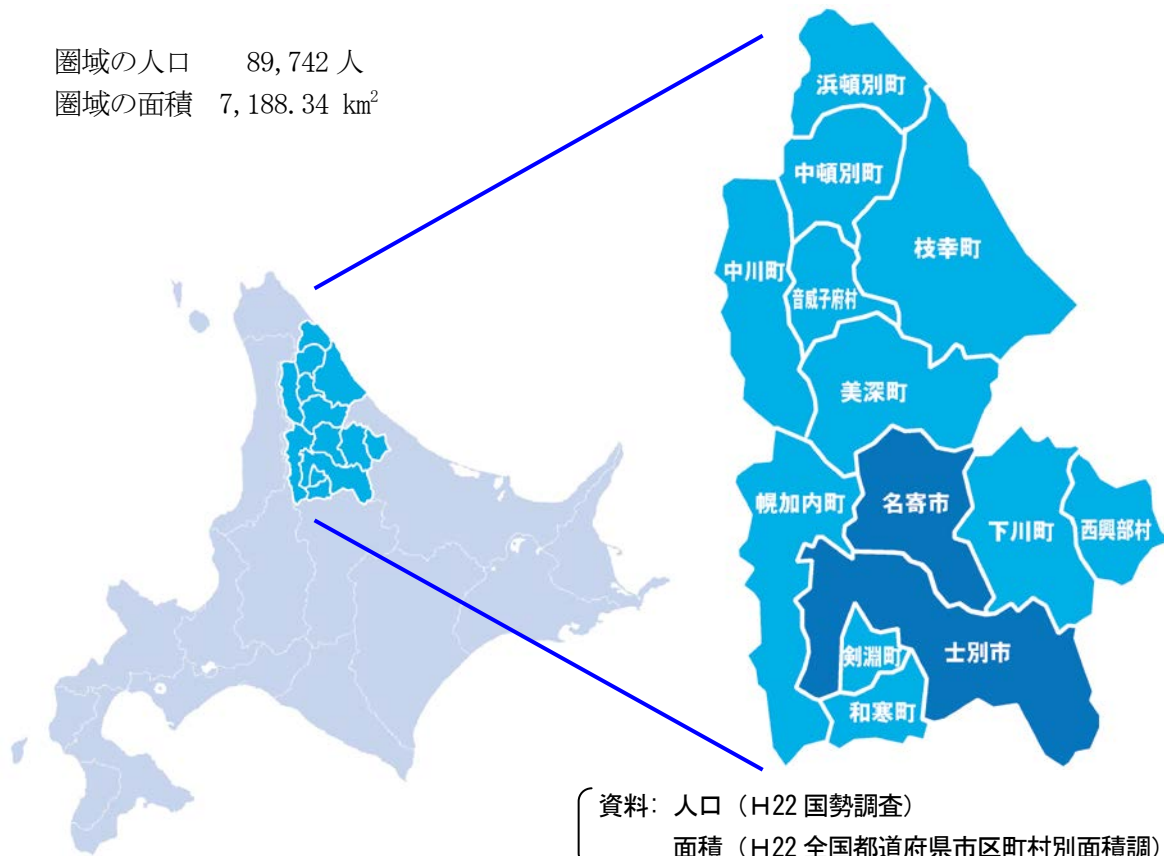 圏域の人口 89,742 人
圏域の面積 7,188.34 km²
浜頓別町
中頓別町
枝幸町
中川町
音威子府村
美深町
幌加内町
名寄市
下川町
西興部村
剣淵町
士別市
和寒町
資料: 人口（H22 国勢調査）
面積（H22 全国都道府県市区町村別面積調）